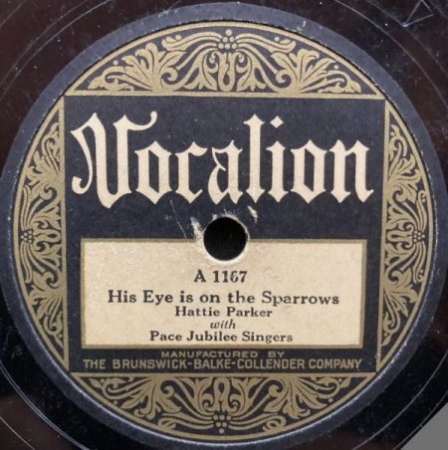 Vocalion
A 1167
His Eye is on the Sparrows
Hattie Parker
with
Pace Jubilee Singers
MANUFACTURED BY
THE BRUNSWICK-BALKE-COLLENDER COMPANY